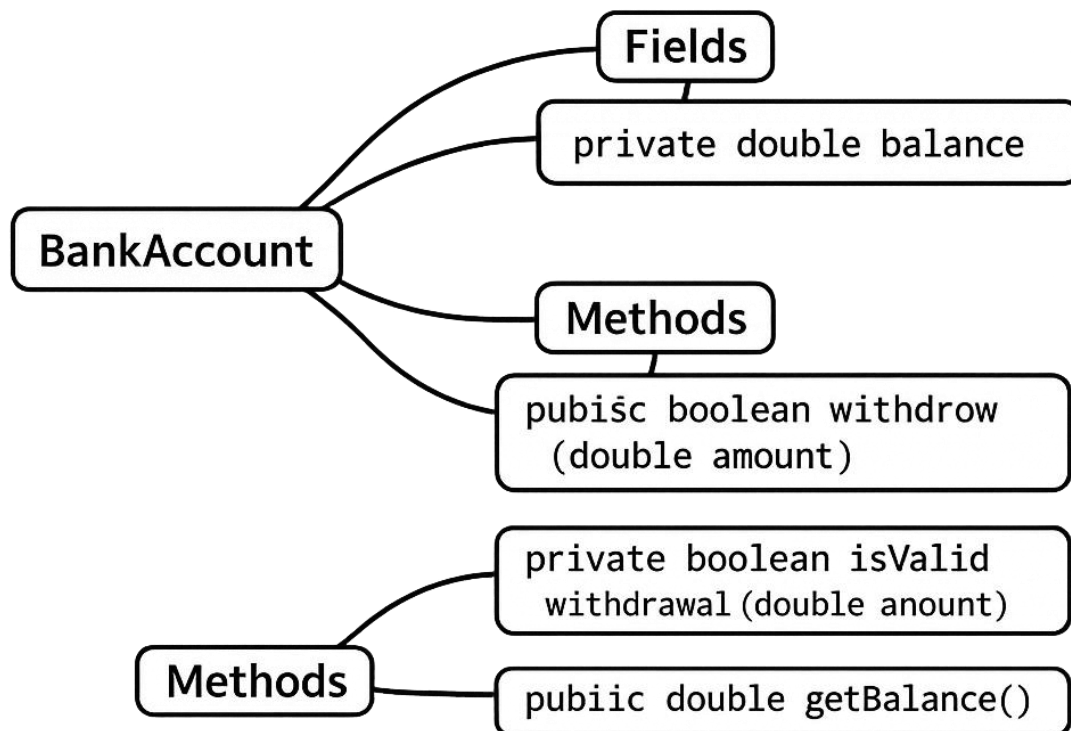 Fields
private double balance
BankAccount
Methods
pubiṡc boolean withdrow
(double amount)
private boolean isValid
withdrawal (double anount)
Methods
pubiic double getBalance()